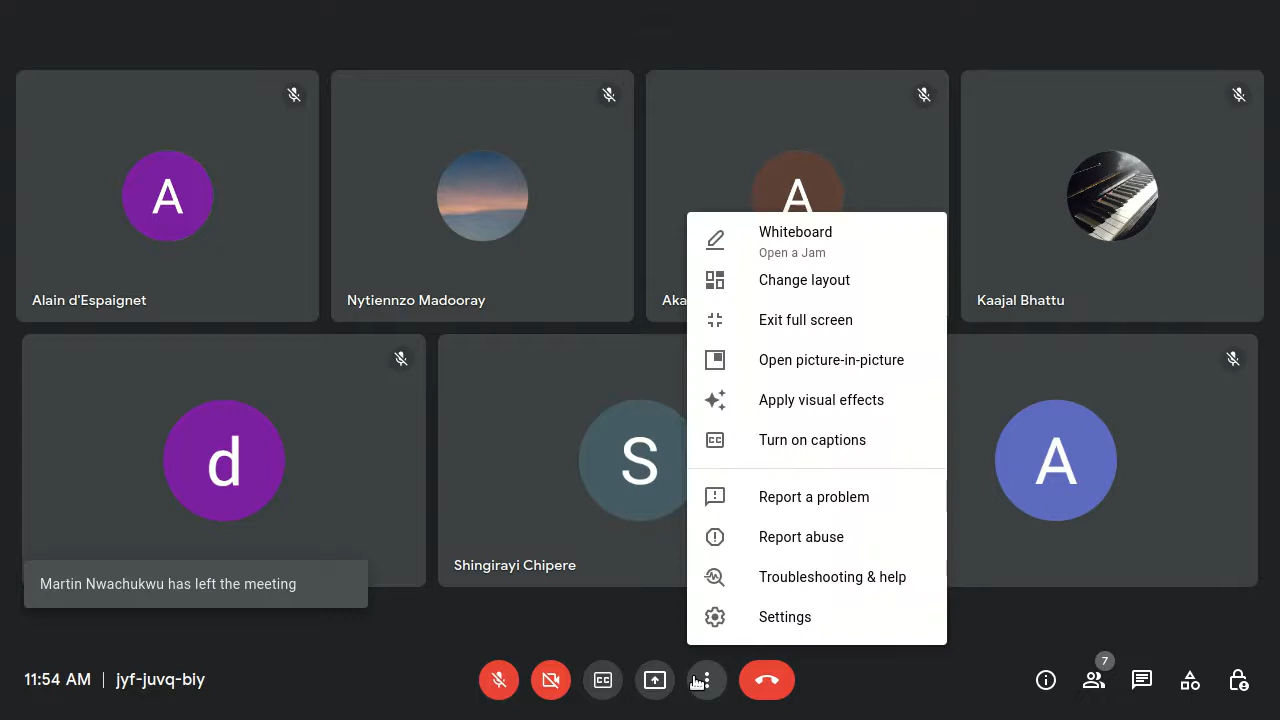 A
A
Alain d'Espaignet
Nytiennzo Madooray
Aka
Kaajal Bhattu
Whiteboard
Open a Jam
Change layout
Exit full screen
Open picture-in-picture
Apply visual effects
Turn on captions
Report a problem
Report abuse
Troubleshooting & help
Settings
d
S
A
Shingirayi Chipere
Martin Nwachukwu has left the meeting
11:54 AM | jyf-juvq-biy
7